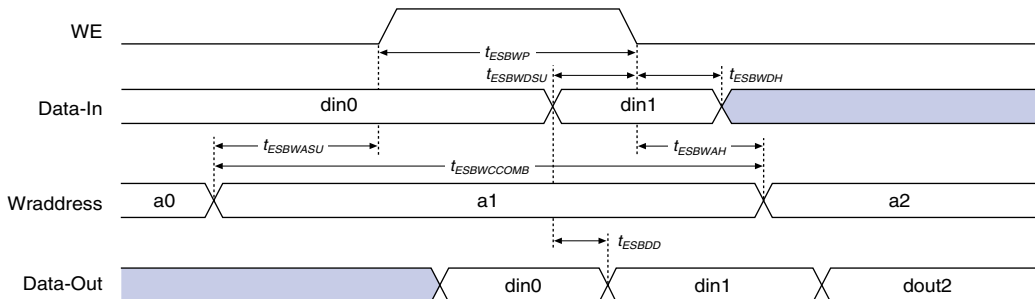 WE
tESBWP
tESBWDSU
tESBWDH
Data-In
din0
din1
tESBWASU
tESBWAH
tESBWCCOMB
Wraddress
a0
a1
a2
tESBDD
Data-Out
din0
din1
dout2